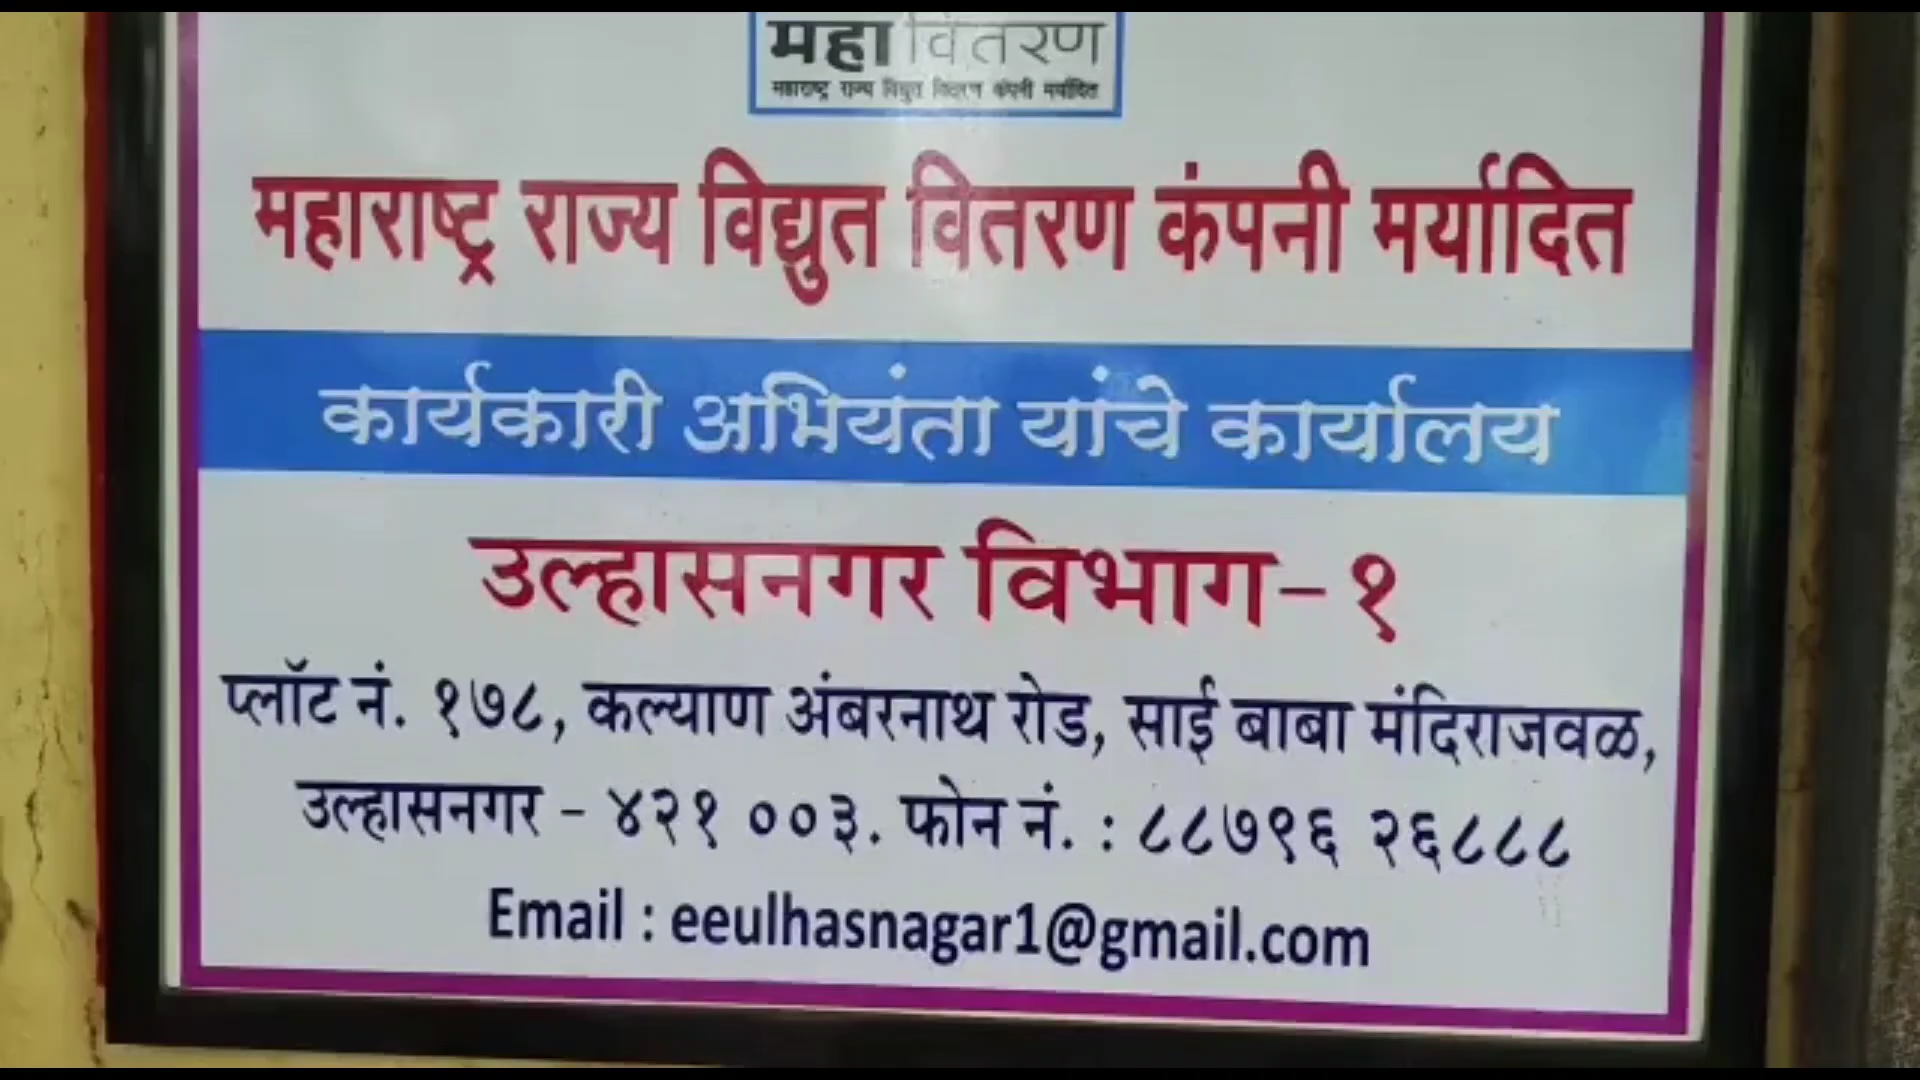 महावितरण
महाराष्ट्र राज्य विद्युत वितरण कंपनी मर्यादित
महाराष्ट्र राज्य विद्युत वितरण कंपनी मर्यादित
कार्यकारी अभियंता यांचे कार्यालय
उल्हासनगर विभाग-१
प्लॉट नं. १७८, कल्याण अंबरनाथ रोड, साई बाबा मंदिराजवळ,
उल्हासनगर - ४२१ ००३. फोन नं. : ८८७९६ २६८८८
Email : eeulhasnagar1@gmail.com